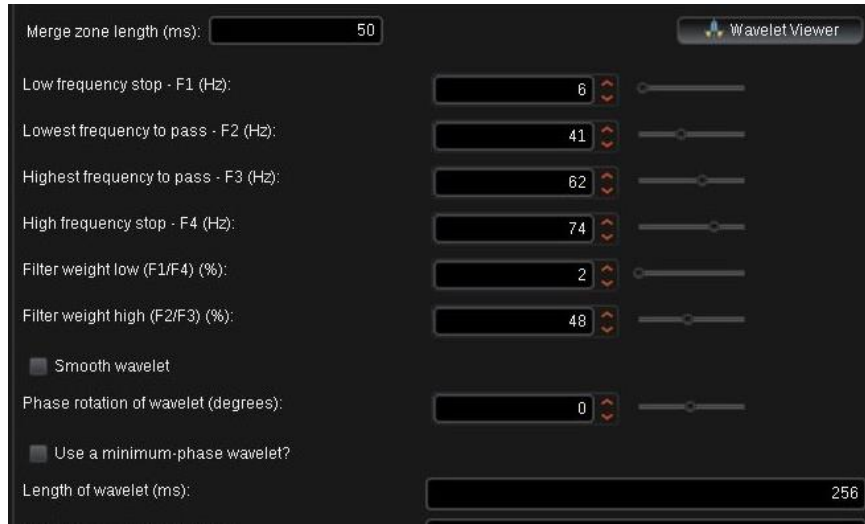 Merge zone length (ms): 50 Wavelet Viewer
Low frequency stop - F1 (Hz): 6
Lowest frequency to pass - F2 (Hz): 41
Highest frequency to pass - F3 (Hz): 62
High frequency stop - F4 (Hz): 74
Filter weight low (F1/F4) (%): 2
Filter weight high (F2/F3) (%): 48
Smooth wavelet
Phase rotation of wavelet (degrees): 0
Use a minimum-phase wavelet?
Length of wavelet (ms): 256